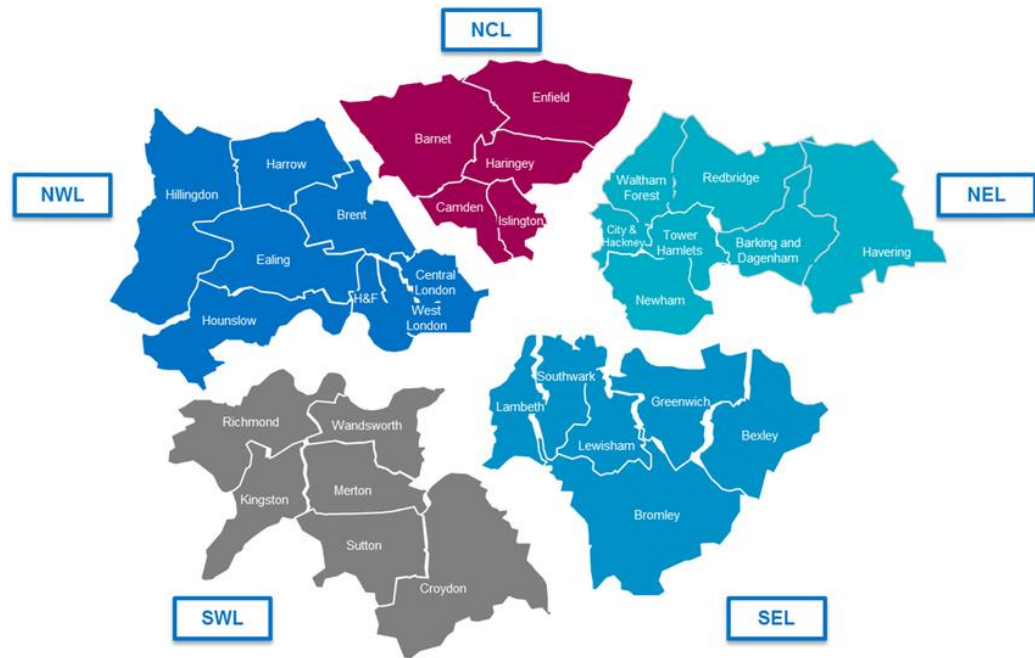 NCL
Enfield
Barnet
Haringey
Camden
Islington
NWL
Harrow
Hillingdon
Brent
Ealing
Central
London
H&F
West
London
Hounslow
NEL
Redbridge
Waltham
Forest
City &
Hackney
Tower
Hamlets
Barking and
Dagenham
Havering
Newham
Richmond
Wandsworth
Kingston
Merton
Sutton
Croydon
SWL
Southwark
Lambeth
Greenwich
Lewisham
Bexley
Bromley
SEL